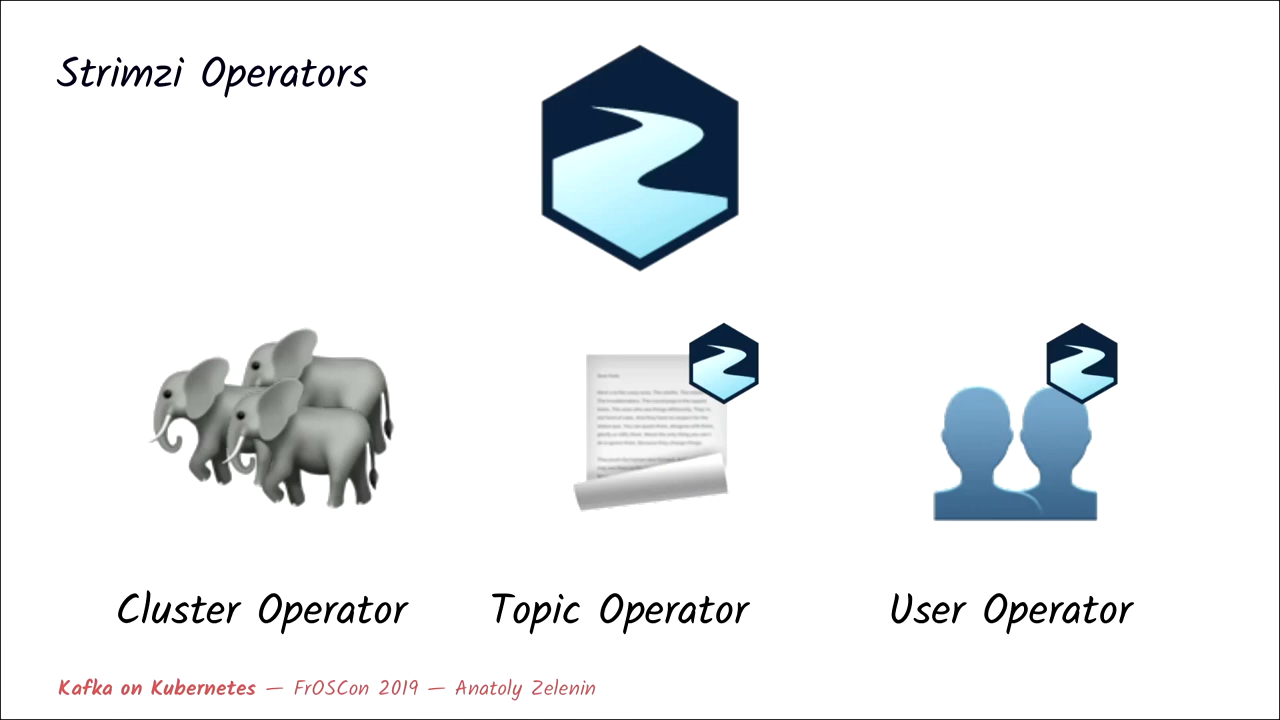 Strimzi Operators
Cluster Operator
Topic Operator
User Operator
Kafka on Kubernetes — FrOSCon 2019 — Anatoly Zelenin